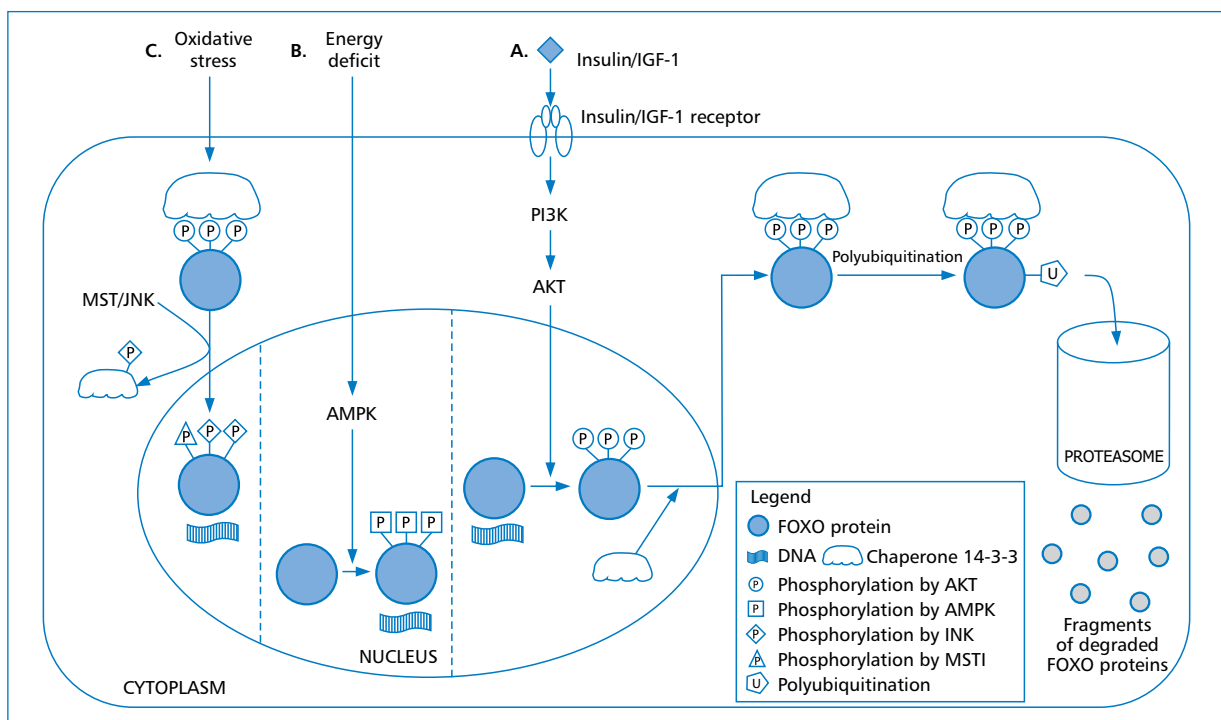 C. Oxidative
stress
B. Energy
deficit
A.
Insulin/IGF-1
Insulin/IGF-1 receptor
P P P
MST/JNK
P
P P P
AMPK
P P P
PI3K
AKT
P P P
P P P
Polyubiquitination
P P P
U
PROTEASOME
Fragments
of degraded
FOXO proteins
NUCLEUS
CYTOPLASM
Legend
FOXO protein
DNA Chaperone 14-3-3
P Phosphorylation by AKT
P Phosphorylation by AMPK
P Phosphorylation by INK
P Phosphorylation by MSTI
U Polyubiquitination